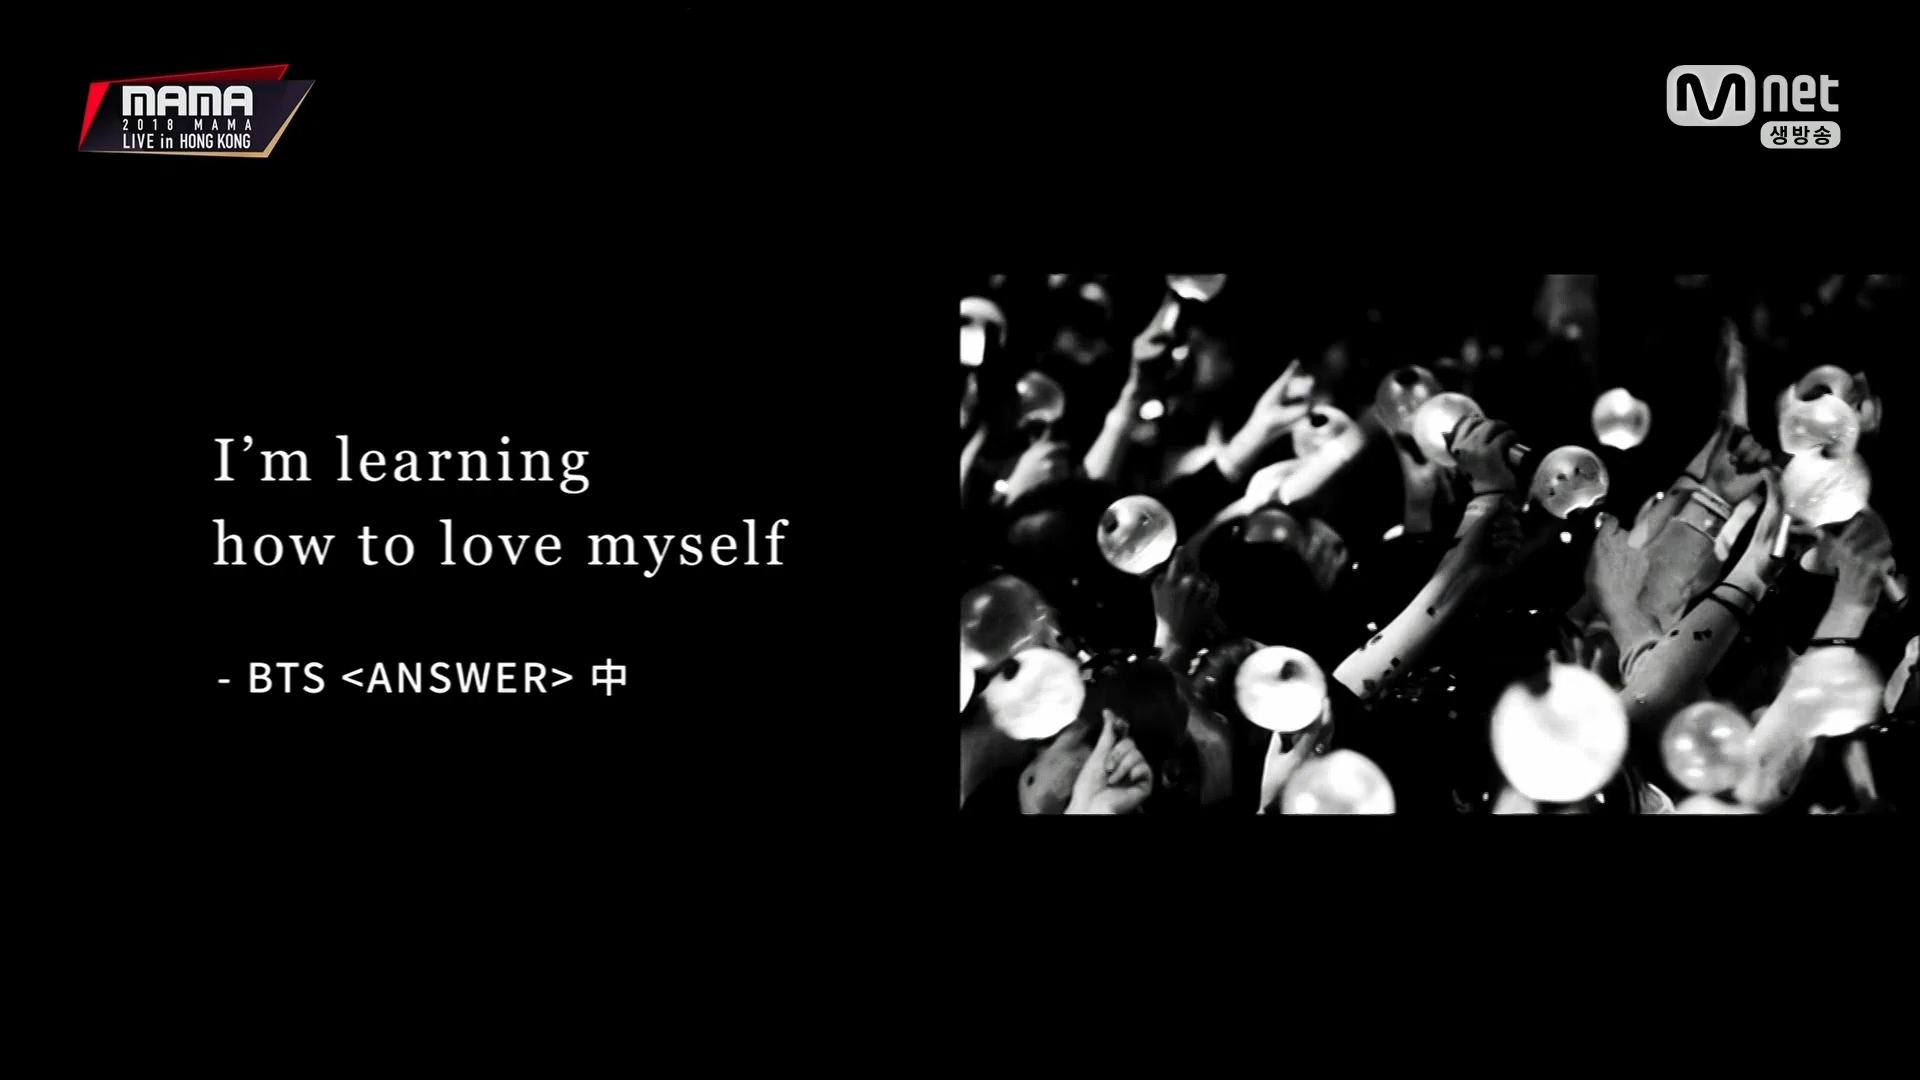 MAMA
2018 MAMA
LIVE in HONG KONG
Mnet
생방송
I’m learning
how to love myself
- BTS <ANSWER> 中